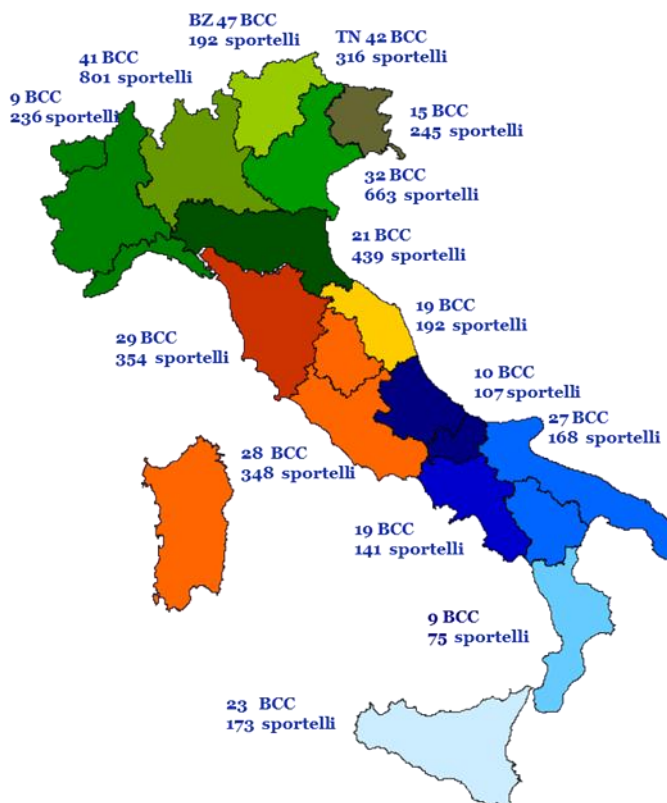 BZ 47 BCC
192 sportelli
TN 42 BCC
316 sportelli
41 BCC
801 sportelli
9 BCC
236 sportelli
15 BCC
245 sportelli
32 BCC
663 sportelli
21 BCC
439 sportelli
19 BCC
192 sportelli
29 BCC
354 sportelli
10 BCC
107 sportelli
27 BCC
168 sportelli
28 BCC
348 sportelli
19 BCC
141 sportelli
9 BCC
75 sportelli
23 BCC
173 sportelli